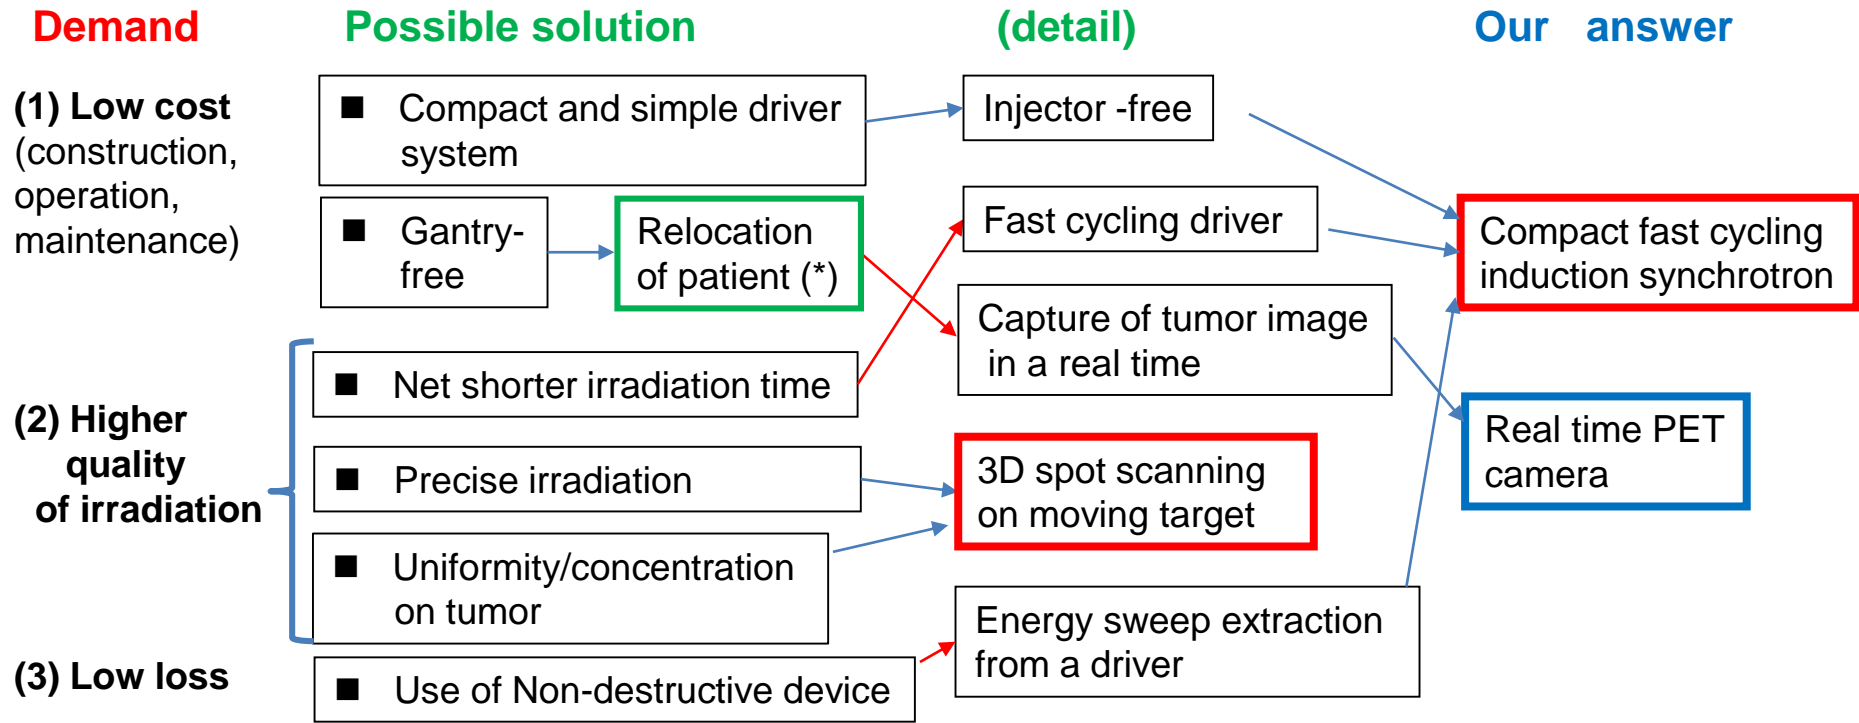 Demand
Possible solution
(detail)
Our answer
(1) Low cost
(construction,
operation,
maintenance)
■ Compact and simple driver
system
Injector -free
■ Gantry-
free
Relocation
of patient (*)
Fast cycling driver
Compact fast cycling
induction synchrotron
Capture of tumor image
in a real time
(2) Higher
quality
of irradiation
■ Net shorter irradiation time
■ Precise irradiation
■ Uniformity/concentration
on tumor
3D spot scanning
on moving target
Real time PET
camera
(3) Low loss
■ Use of Non-destructive device
Energy sweep extraction
from a driver